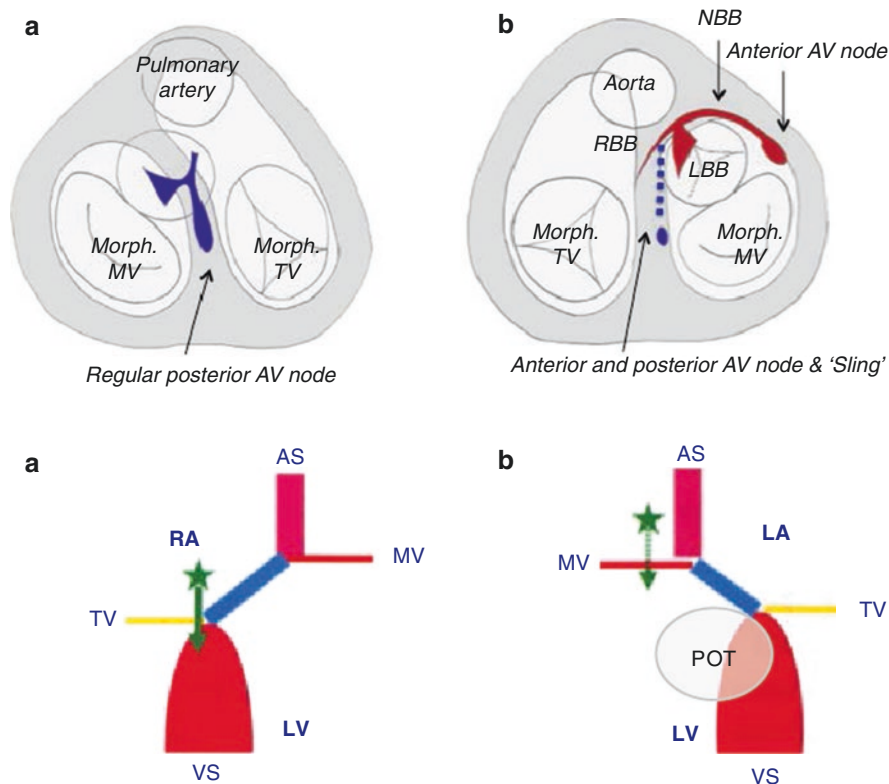 a
Pulmonary
artery
Morph.
MV
Morph.
TV
Regular posterior AV node
b
NBB
Anterior AV node
Aorta
RBB
LBB
Morph.
TV
Morph.
MV
Anterior and posterior AV node & ‘Sling’
a
AS
RA
MV
TV
LV
VS
b
AS
LA
MV
TV
POT
LV
VS